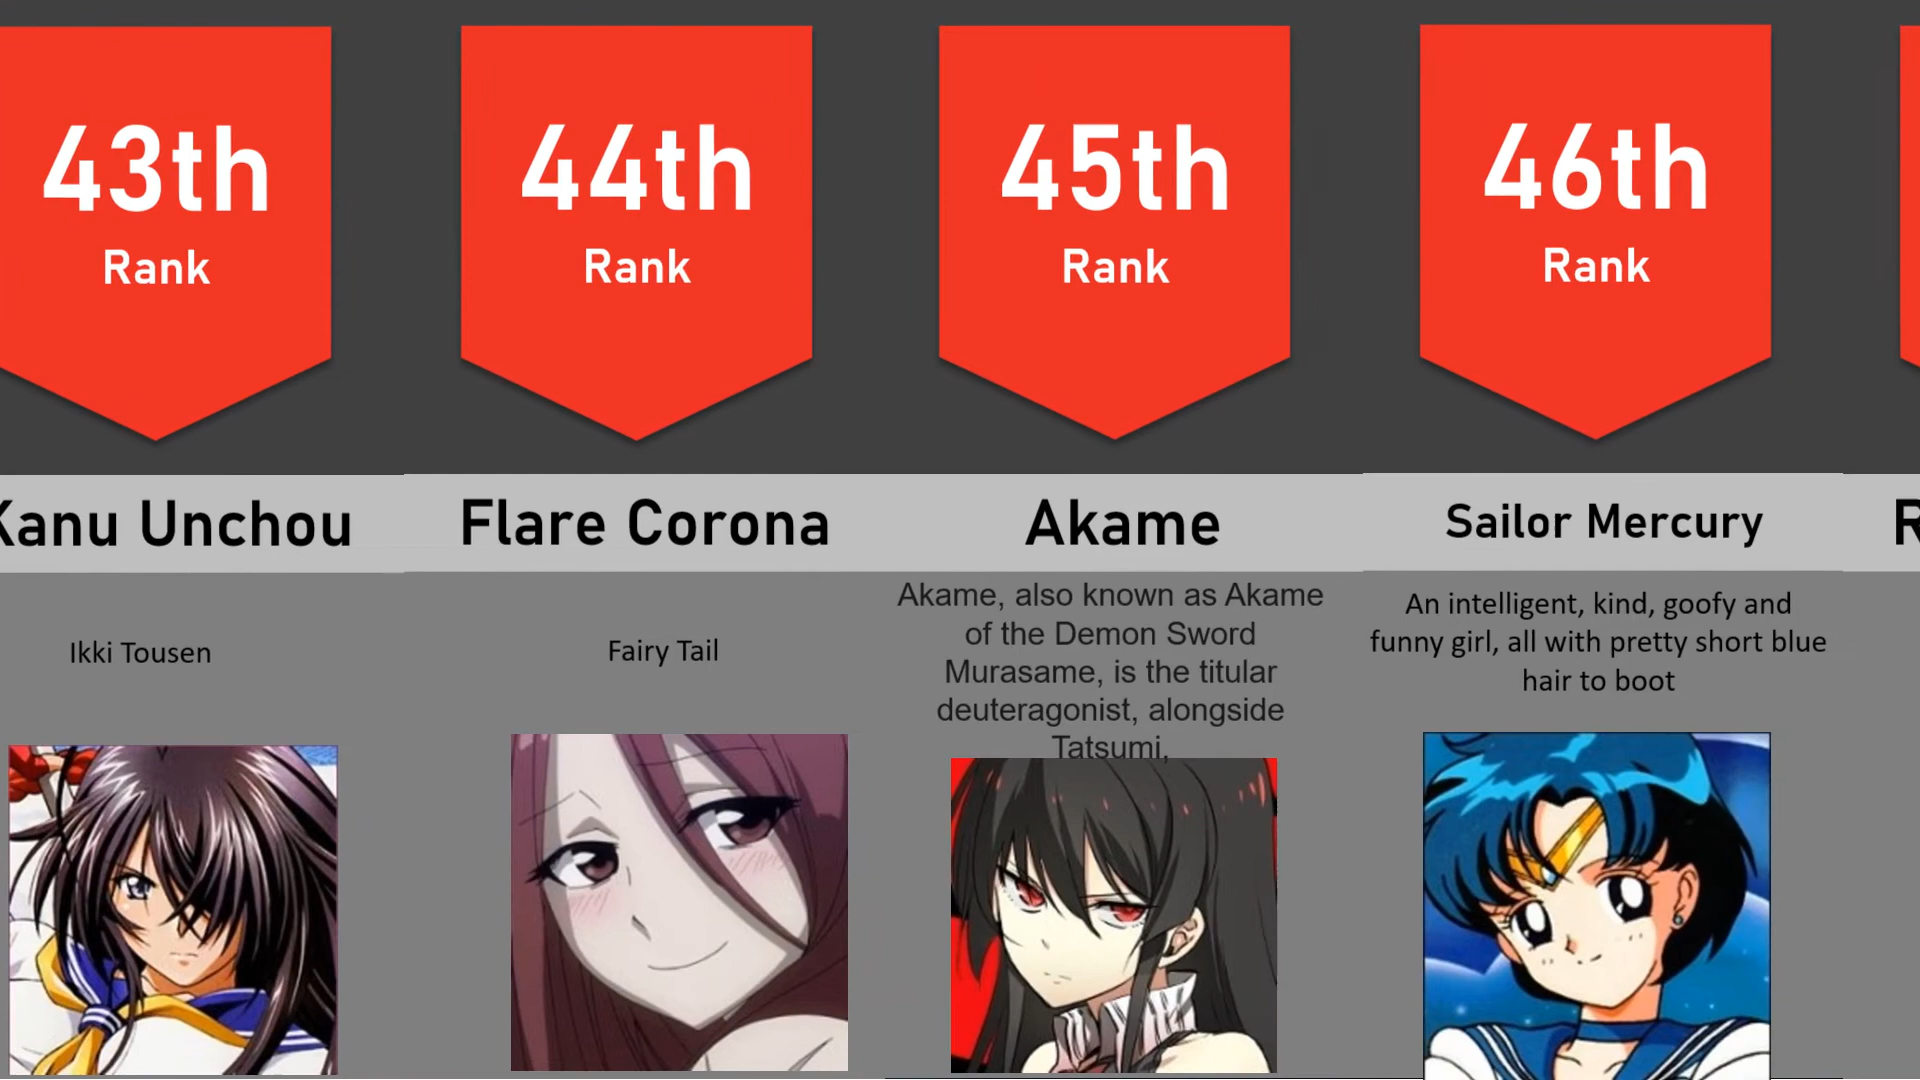 43th
Rank
44th
Rank
45th
Rank
46th
Rank
Kanu Unchou
Flare Corona
Akame
Sailor Mercury
R
Ikki Tousen
Fairy Tail
Akame, also known as Akame
of the Demon Sword
Murasame, is the titular
deuteragonist, alongside
Tatsumi,
An intelligent, kind, goofy and
funny girl, all with pretty short blue
hair to boot